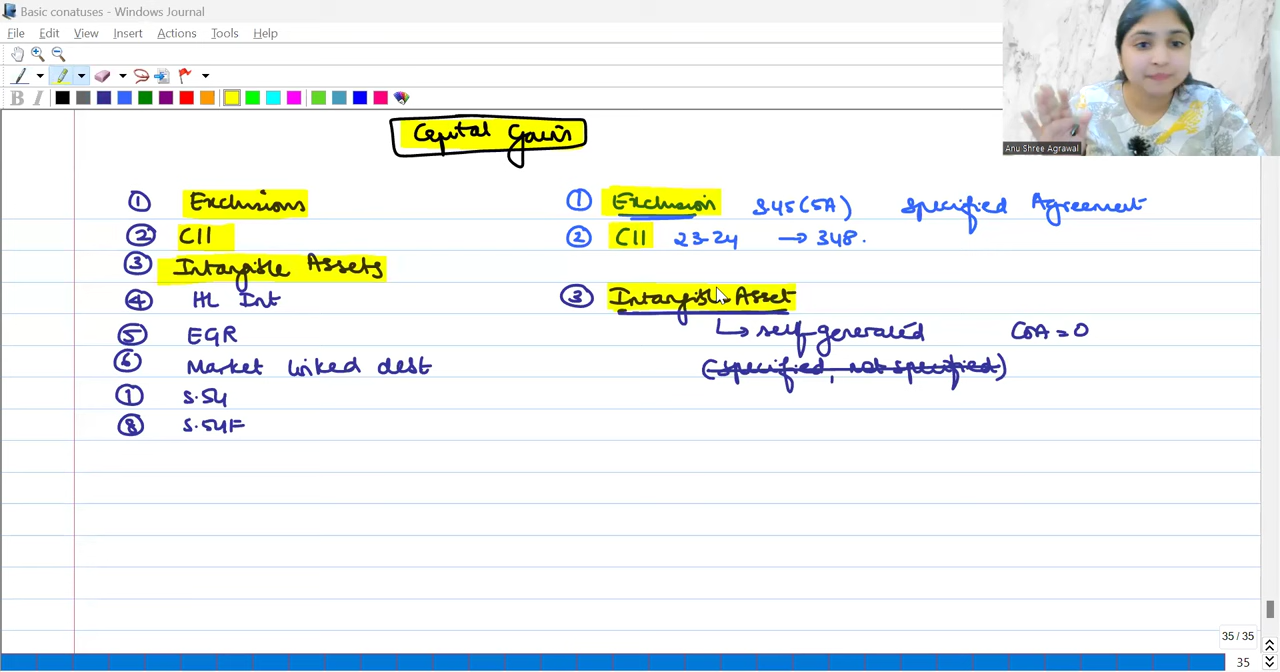 Basic conatuses - Windows Journal
File Edit View Insert Actions Tools Help
B I
Anu Shree Agrawal
Capital Gain
① Exclusions
② CII
③ Intangible Assets
④ HL Int
⑤ EGR
⑥ Market linked debt
⑦ S.54
⑧ S.54F
① Exclusion S.45(5A) Specified Agreement
② CII 23-24 → 348.
③ Intangible Asset
↳ self generated COA = 0
(specified, not specified)
35/35
35